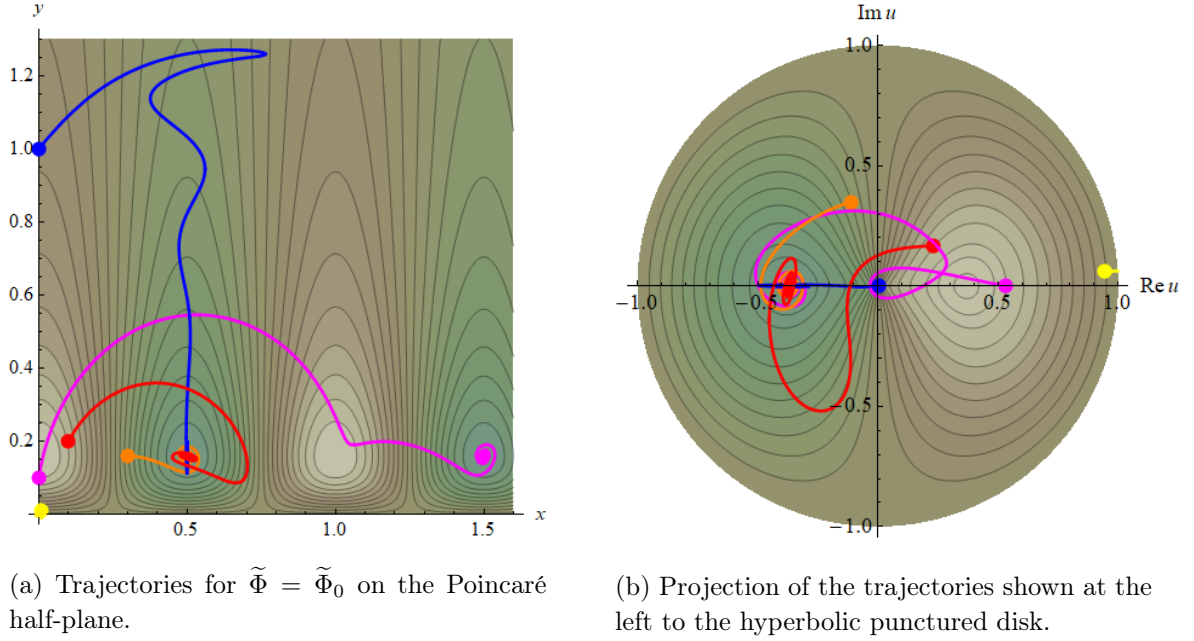 y
1.2
1.0
0.8
0.6
0.4
0.2
0.5
1.0
1.5
x
Im u
1.0
0.5
−1.0
−0.5
0.5
1.0
Re u
−0.5
−1.0
(a) Trajectories for Φ̃ = Φ̃₀ on the Poincaré
half-plane.
(b) Projection of the trajectories shown at the
left to the hyperbolic punctured disk.